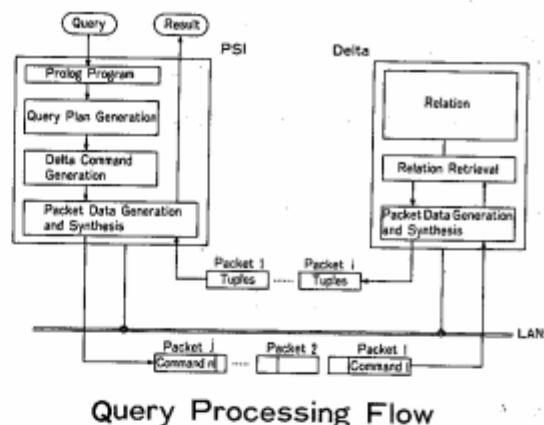 Query
Result
PSI
Delta
Prolog Program
Query Plan Generation
Delta Command
Generation
Packet Data Generation
and Synthesis
Relation
Relation Retrieval
Packet Data Generation
and Synthesis
Packet 1
Packet i
Tuples
Tuples
LAN
Packet j
Packet 2
Packet 1
Command n
Command 1
Query Processing Flow